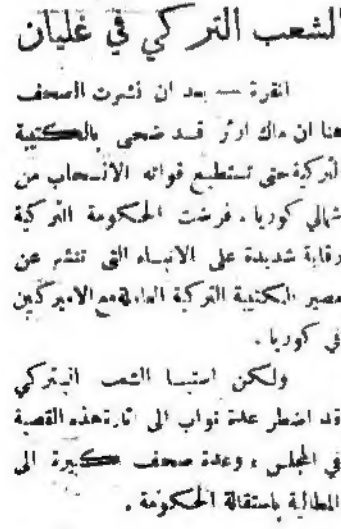 الشعب التركي في غليان
انقرة — بعد ان نشرت الصحف
هنا ان ماك ارثر قد ضحى بالكتيبة
التركية حتى تستطيع قواته الانسحاب من
شمالي كوريا ، فرضت الحكومة التركية
رقابة شديدة على الانباء التي تنشر عن
مصير الكتيبة التركية العاملة مع الاميركيين
في كوريا .
ولكن استياء الشعب التركي
قد اضطر عدة نواب الى اثارة هذه القضية
في المجلس ، وعدة صحف كبيرة الى
المطالبة باستقالة الحكومة .